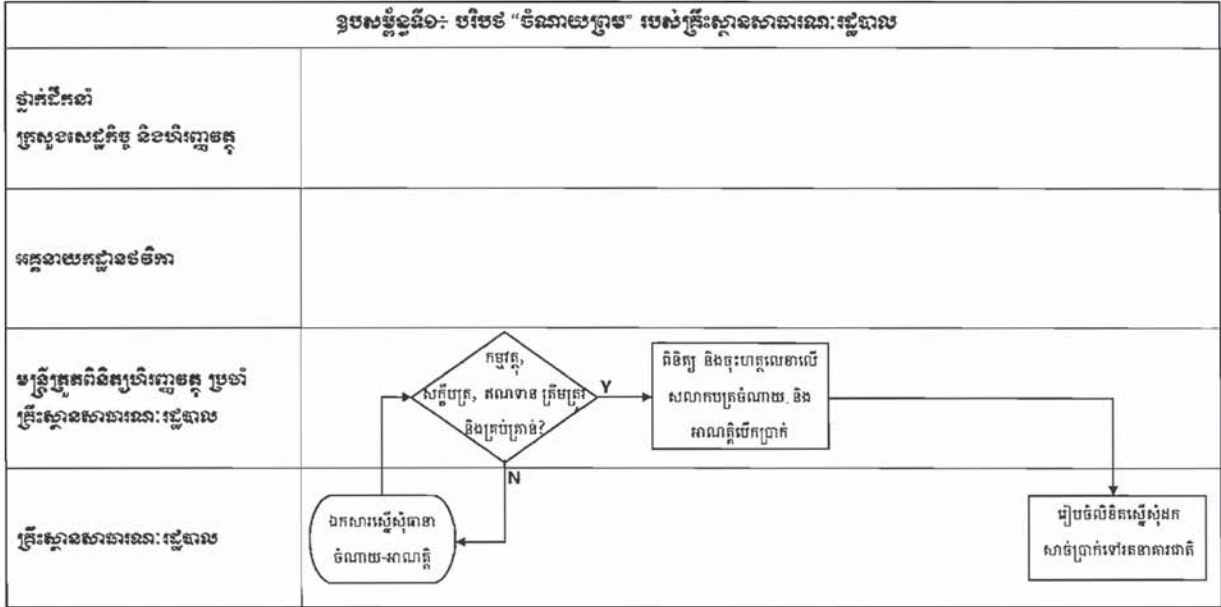 ឧបសម្ព័ន្ធទី១÷ បរិបថ “ចំណាយព្រម” របស់គ្រឹះស្ថានសាធារណៈរដ្ឋបាល
ថ្នាក់ដឹកនាំ
ក្រសួងសេដ្ឋកិច្ច និងហិរញ្ញវត្ថុ
អគ្គនាយកដ្ឋានថវិកា
មន្ត្រីត្រួតពិនិត្យហិរញ្ញវត្ថុ ប្រចាំ
គ្រឹះស្ថានសាធារណៈរដ្ឋបាល
កម្មវត្ថុ,
សក្ខីបត្រ, ឥណទាន ត្រឹមត្រូវ
និងគ្រប់គ្រាន់?
Y
N
ពិនិត្យ និងចុះហត្ថលេខាលើ
សលាកបត្រចំណាយ, និង
អាណត្តិបើកប្រាក់
គ្រឹះស្ថានសាធារណៈរដ្ឋបាល
ឯកសារស្នើសុំធានា
ចំណាយ-អាណត្តិ
រៀបចំលិខិតស្នើសុំដក
សាច់ប្រាក់ទៅរតនាគារជាតិ